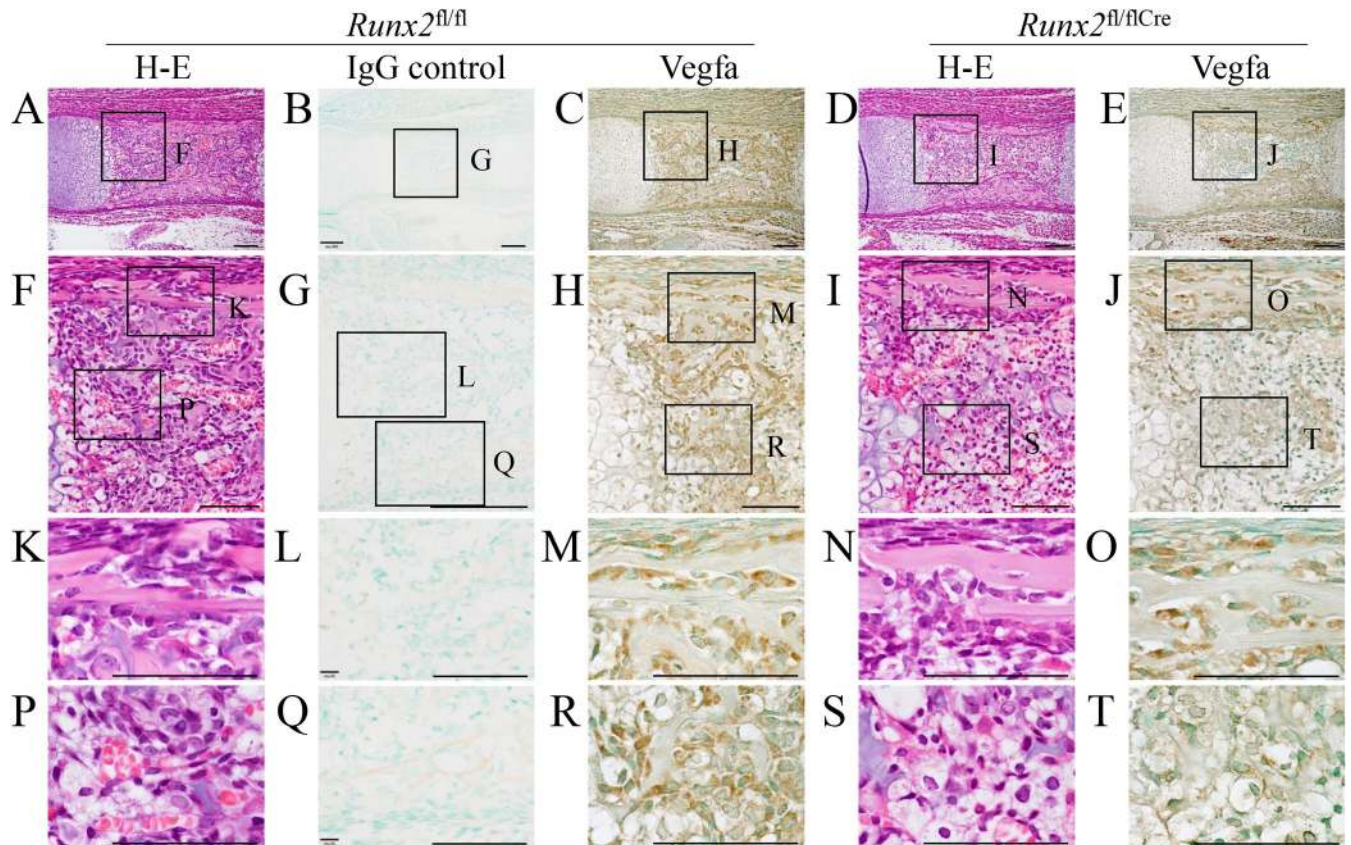 Runx2fl/fl Runx2fl/flCre
H-E IgG control Vegfa H-E Vegfa
A B C D E
F G H I J
F G H I J
K L M N O
P Q R S T
K L M N O
P Q R S T